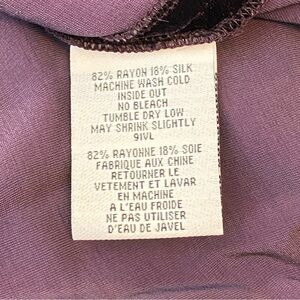 82% RAYON 18% SILK
MACHINE WASH COLD
INSIDE OUT
NO BLEACH
TUMBLE DRY LOW
MAY SHRINK SLIGHTLY
91VL
82% RAYONNE 18% SOIE
FABRIQUE AUX CHINE
RETOURNER LE
VETEMENT ET LAVAR
EN MACHINE
A L'EAU FROIDE
NE PAS UTILISER
D'EAU DE JAVEL